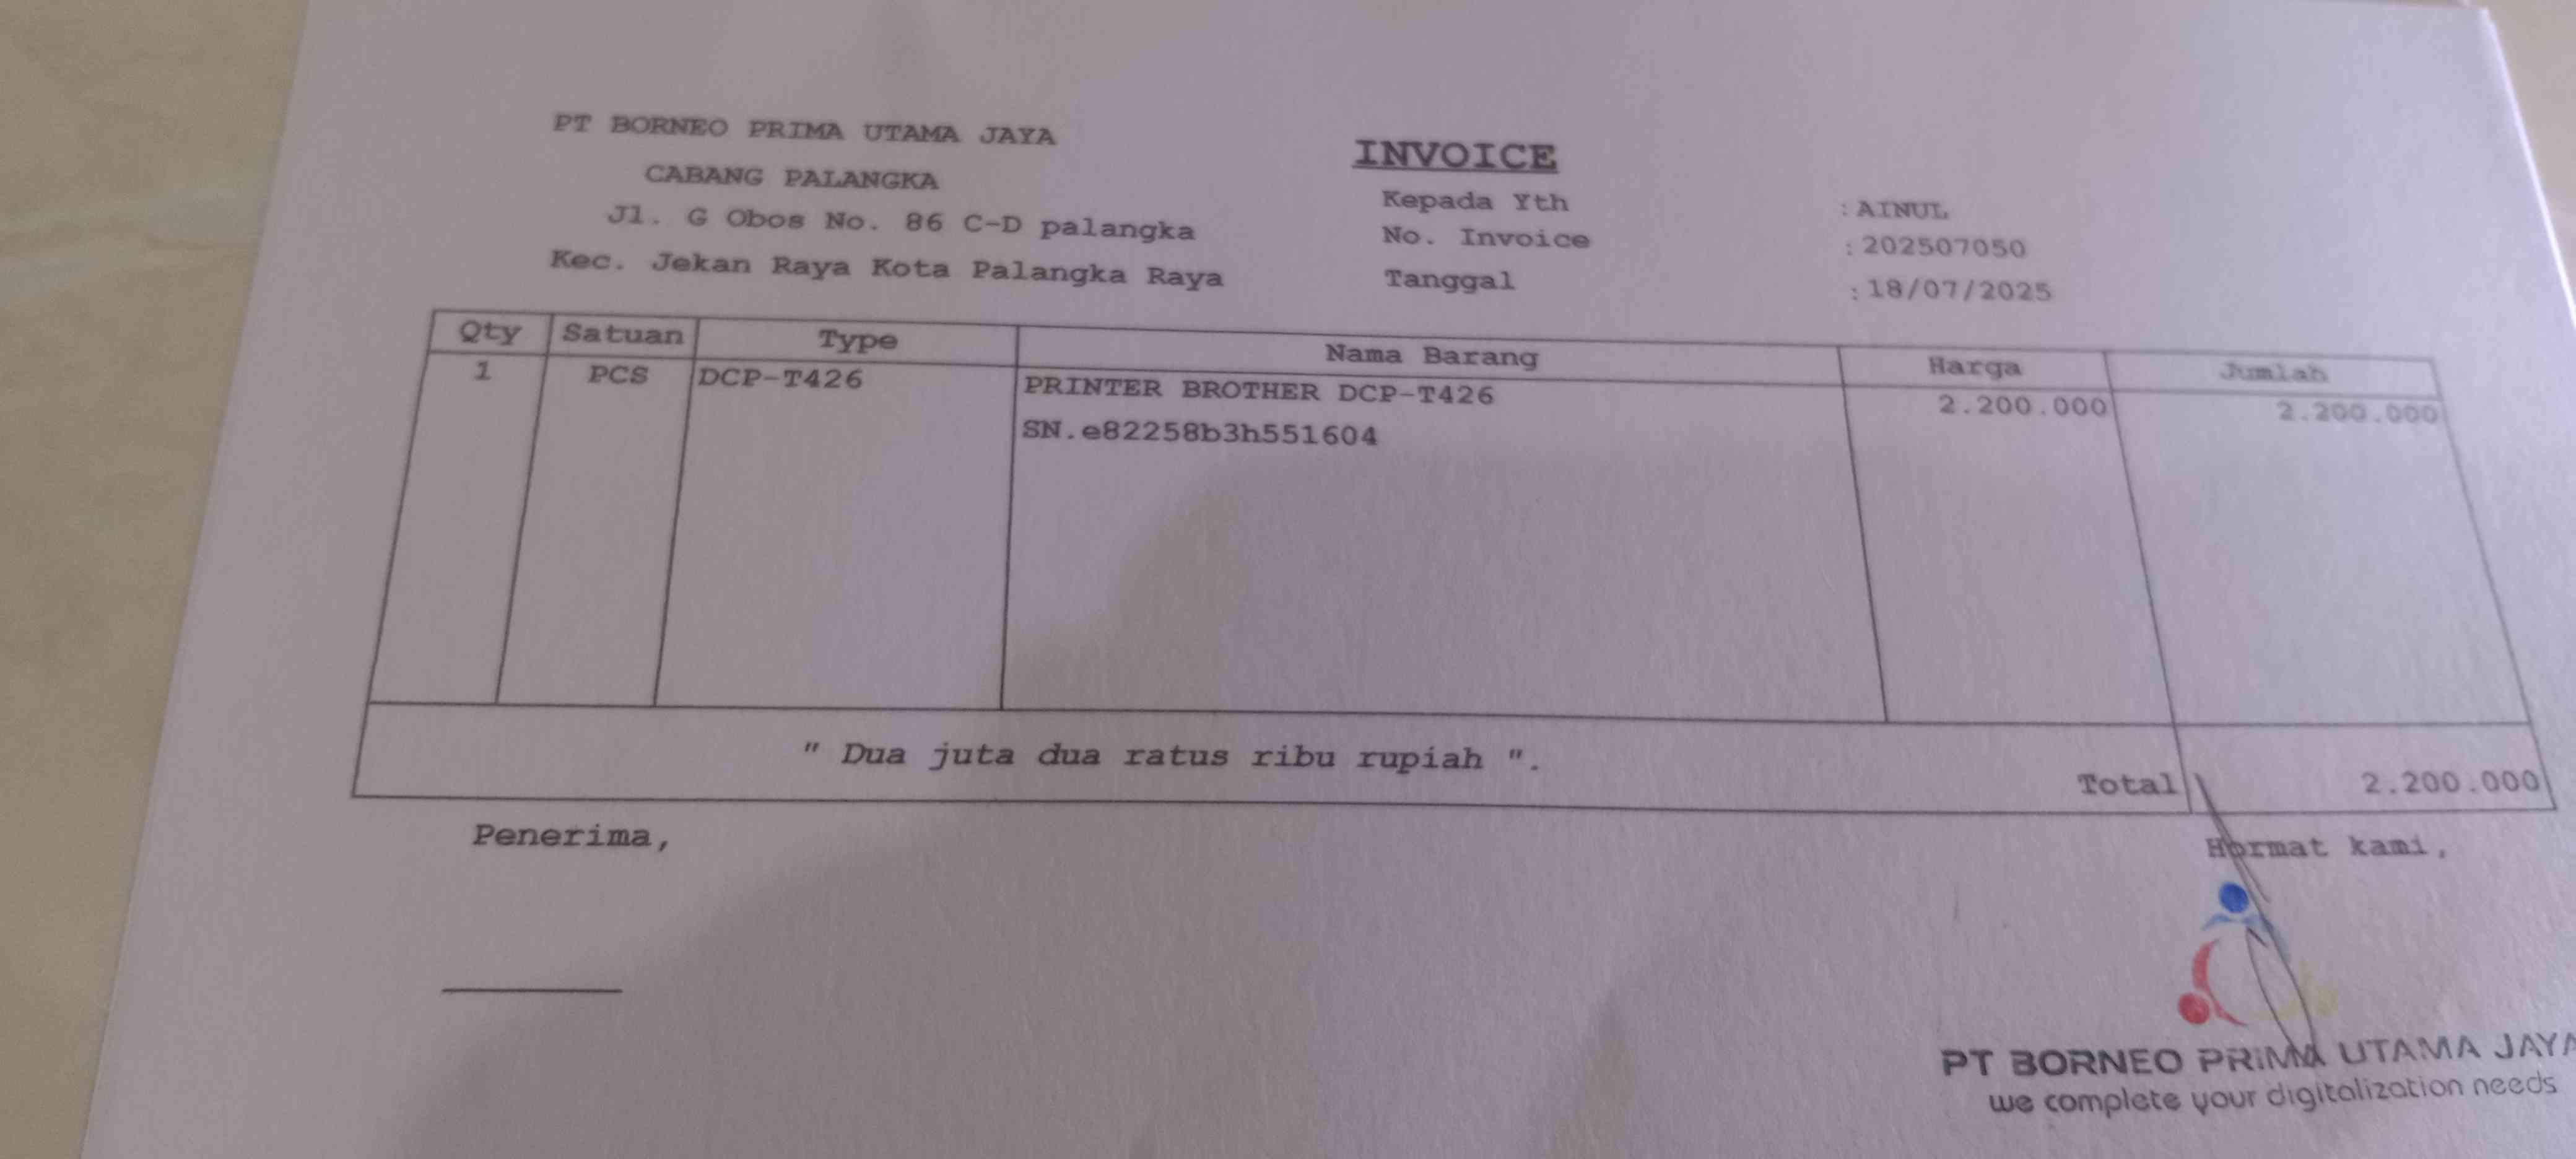 PT BORNEO PRIMA UTAMA JAYA
CABANG PALANGKA
Jl. G Obos No. 86 C-D palangka
Kec. Jekan Raya Kota Palangka Raya
INVOICE
Kepada Yth : AINUL
No. Invoice : 202507050
Tanggal : 18/07/2025
Qty Satuan Type Nama Barang Harga Jumlah
1 PCS DCP-T426 PRINTER BROTHER DCP-T426 2.200.000 2.200.000
SN.e82258b3h551604
" Dua juta dua ratus ribu rupiah ".
Total 2.200.000
Penerima,
Hormat kami,
PT BORNEO PRIMA UTAMA JAYA
we complete your digitalization needs